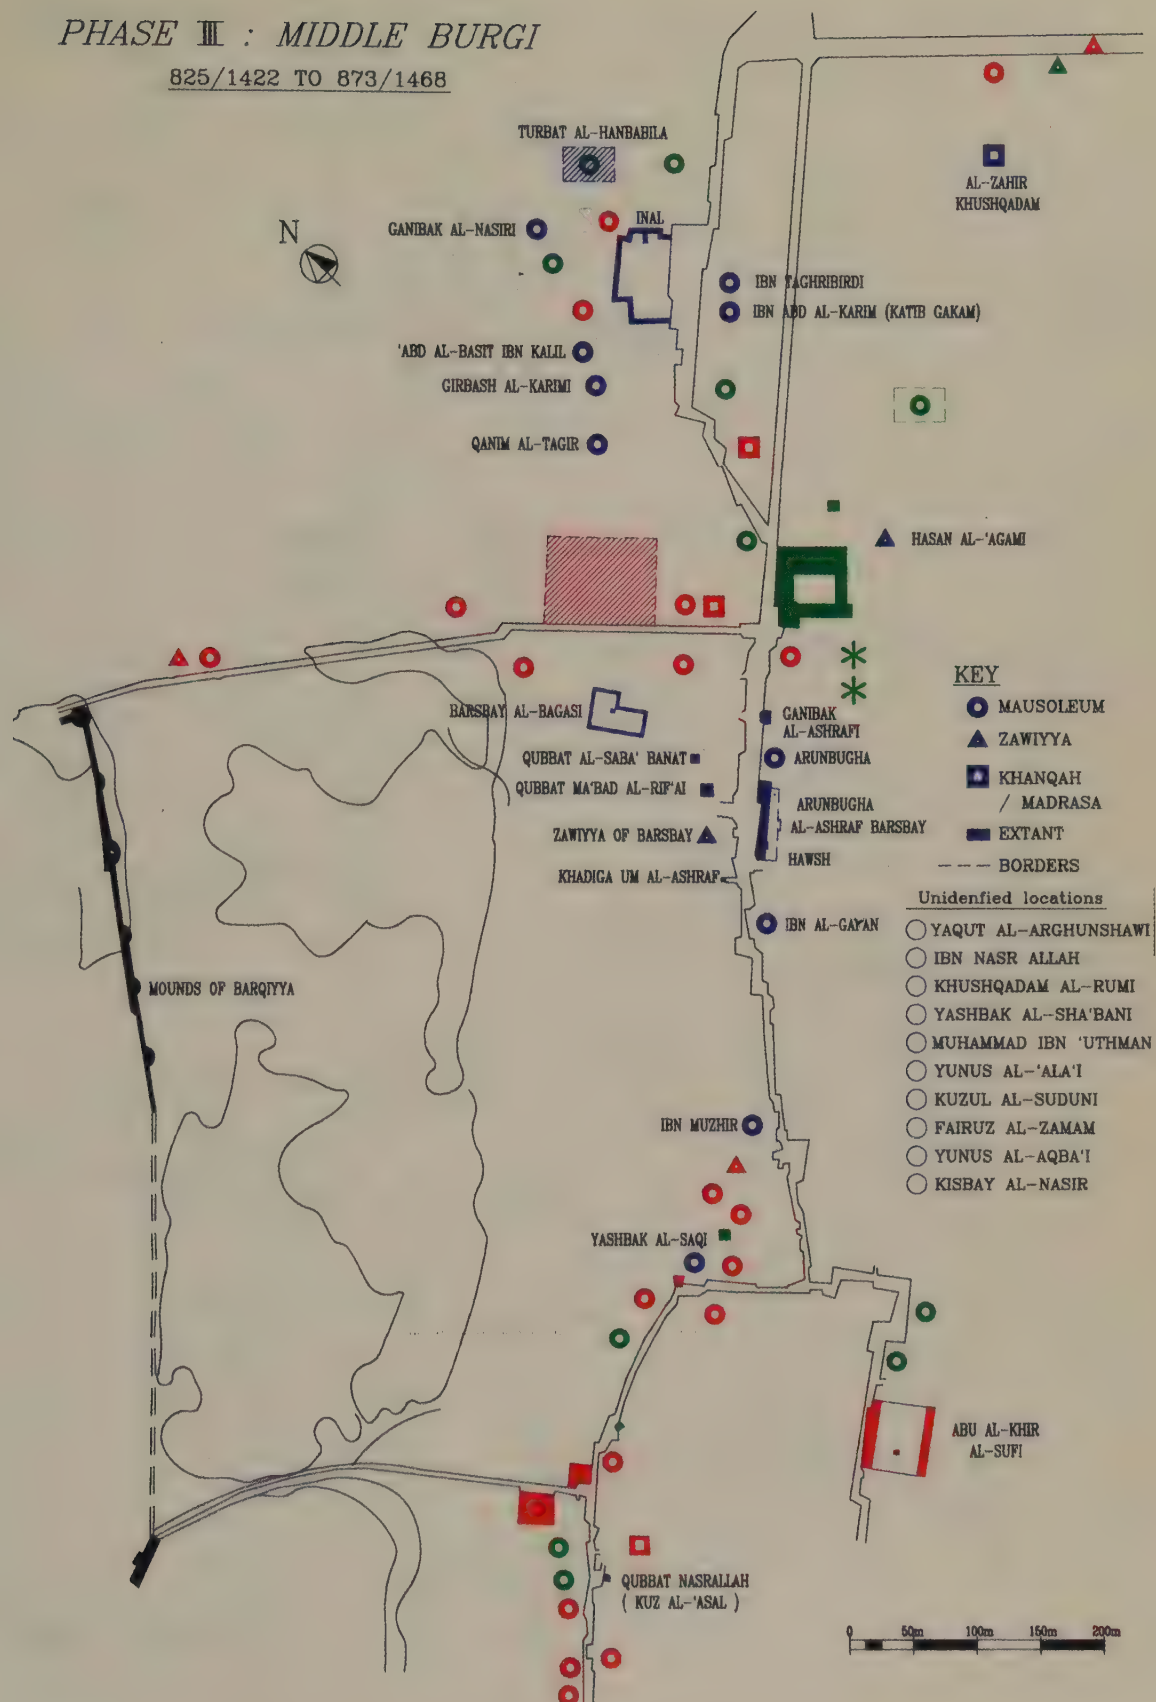 PHASE III : MIDDLE BURGI
825/1422 TO 873/1468
TURBAT AL-HANBABILA
AL-ZAHIR
KHUSHQADAM
N
GANIBAK AL-NASIRI
INAL
IBN TAGHRIBIRDI
IBN ABD AL-KARIM (KATIB GAKAM)
'ABD AL-BASIT IBN KALIL
GIRBASH AL-KARIMI
QANIM AL-TAGIR
HASAN AL-'AGAMI
BARSBAY AL-BAGASI
GANIBAK
AL-ASHRAFI
QUBBAT AL-SABA' BANAT
ARUNBUGHA
QUBBAT MA'BAD AL-RIF'AI
ARUNBUGHA
AL-ASHRAF BARSBAY
ZAWIYYA OF BARSBAY
HAWSH
KHADIGA UM AL-ASHRAF
IBN AL-GAYAN
MOUNDS OF BARQIYYA
IBN MUZHIR
YASHBAK AL-SAQI
ABU AL-KHIR
AL-SUFI
QUBBAT NASRALLAH
( KUZ AL-'ASAL )
KEY
MAUSOLEUM
ZAWIYYA
KHANQAH
/ MADRASA
EXTANT
BORDERS
Unidenfied locations
YAQUT AL-ARGHUNSHAWI
IBN NASR ALLAH
KHUSHQADAM AL-RUMI
YASHBAK AL-SHA'BANI
MUHAMMAD IBN 'UTHMAN
YUNUS AL-'ALA'I
KUZUL AL-SUDUNI
FAIRUZ AL-ZAMAM
YUNUS AL-AQBA'I
KISBAY AL-NASIR
0 50m 100m 150m 200m